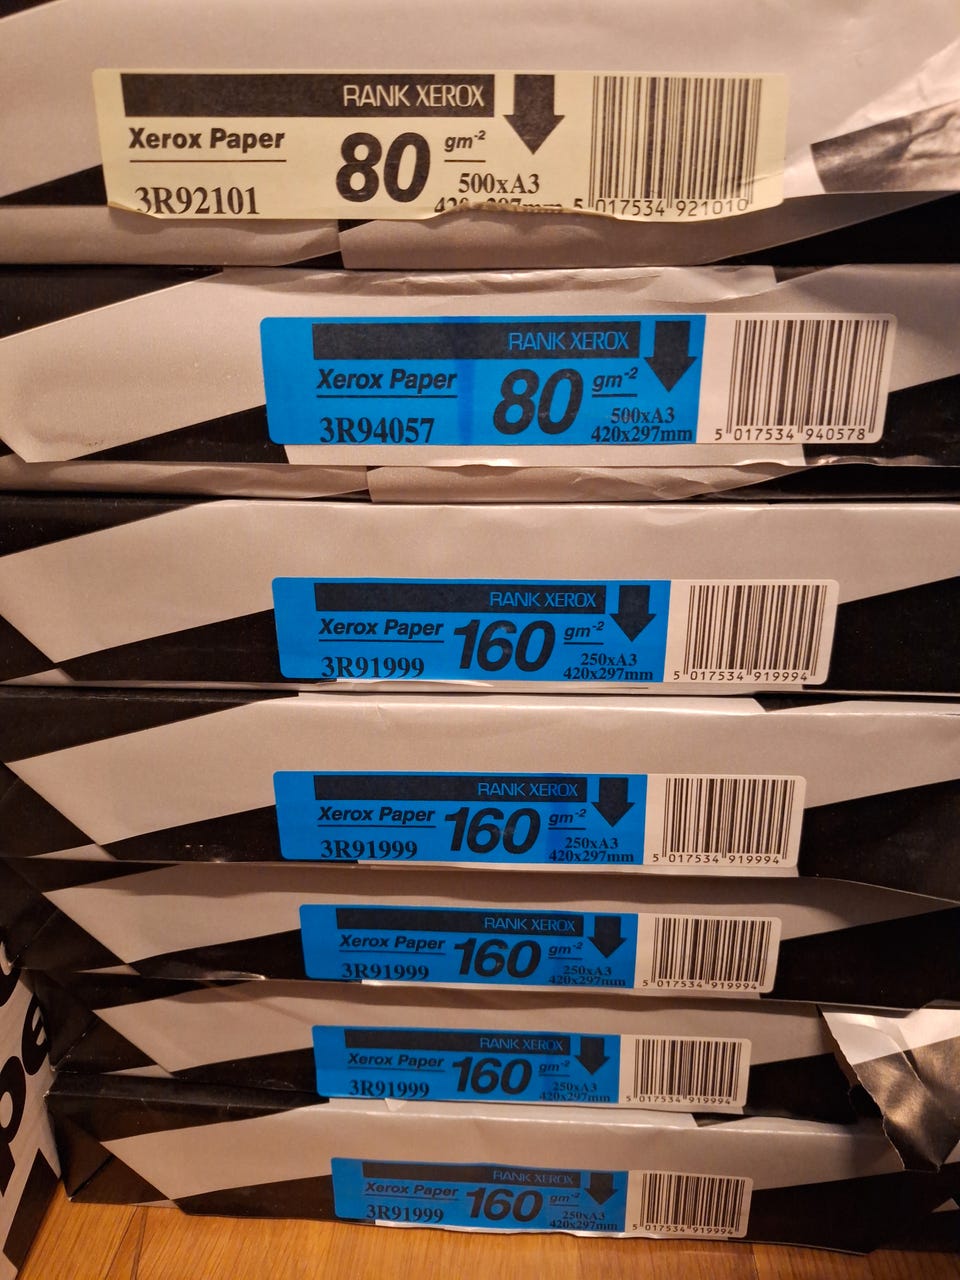 RANK XEROX
Xerox Paper 80 gm-2
500xA3
3R92101 420x297mm 5 017534 921010
RANK XEROX
Xerox Paper 80 gm-2
500xA3
3R94057 420x297mm 5 017534 940578
RANK XEROX
Xerox Paper 160 gm-2
250xA3
3R91999 420x297mm 5 017534 919994
RANK XEROX
Xerox Paper 160 gm-2
250xA3
3R91999 420x297mm 5 017534 919994
RANK XEROX
Xerox Paper 160 gm-2
250xA3
3R91999 420x297mm 5 017534 919994
RANK XEROX
Xerox Paper 160 gm-2
250xA3
3R91999 420x297mm 5 017534 919994
RANK XEROX
Xerox Paper 160 gm-2
250xA3
3R91999 420x297mm 5 017534 919994